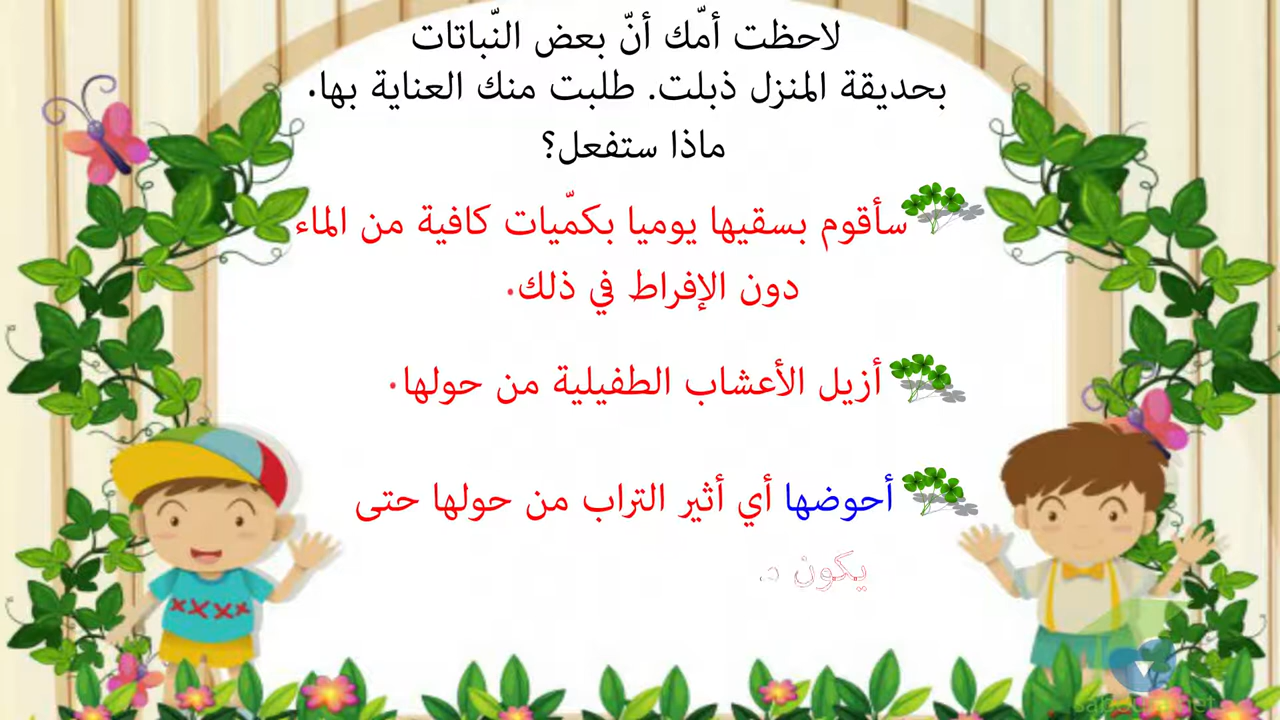 لاحظت أمّك أنّ بعض النّباتات
بحديقة المنزل ذبلت. طلبت منك العناية بها.
ماذا ستفعل؟
سأقوم بسقيها يوميا بكمّيات كافية من الماء
دون الإفراط في ذلك.
أزيل الأعشاب الطفيلية من حولها.
أحوضها أي أثير التراب من حولها حتى
يكون